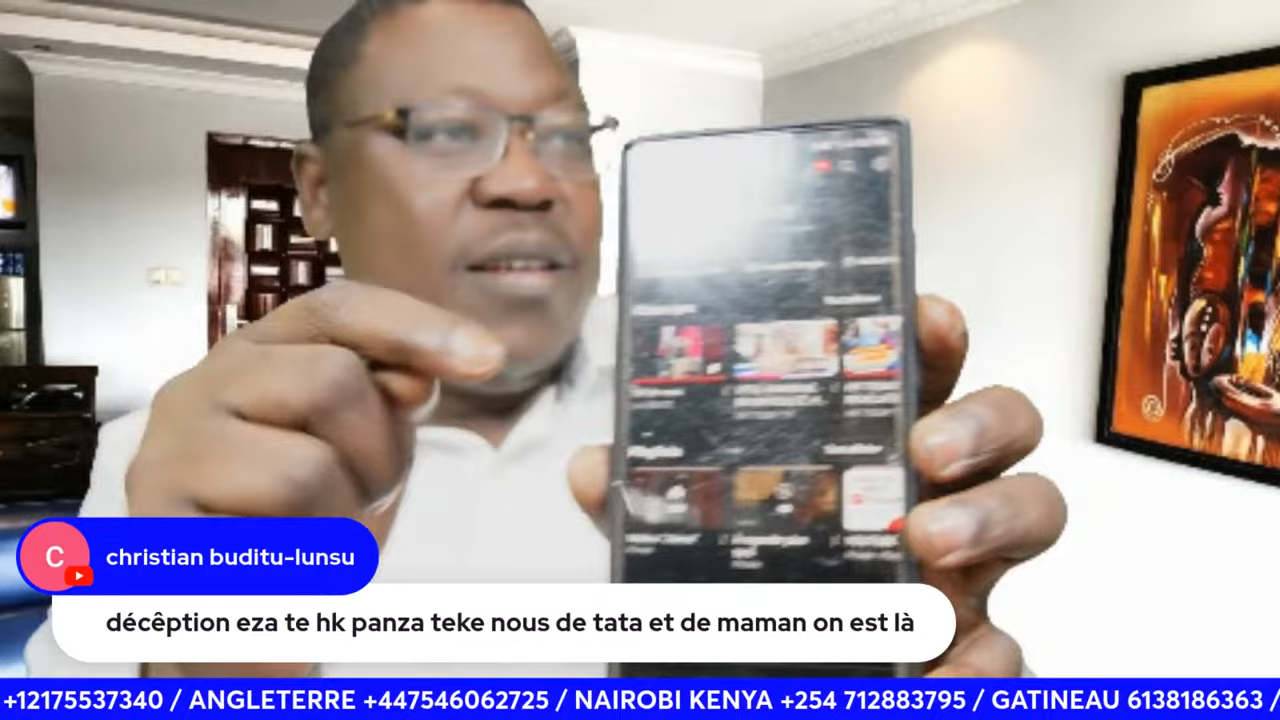 C
christian buditu-lunsu
décêption eza te hk panza teke nous de tata et de maman on est là
+12175537340 / ANGLETERRE +447546062725 / NAIROBI KENYA +254 712883795 / GATINEAU 6138186363 /